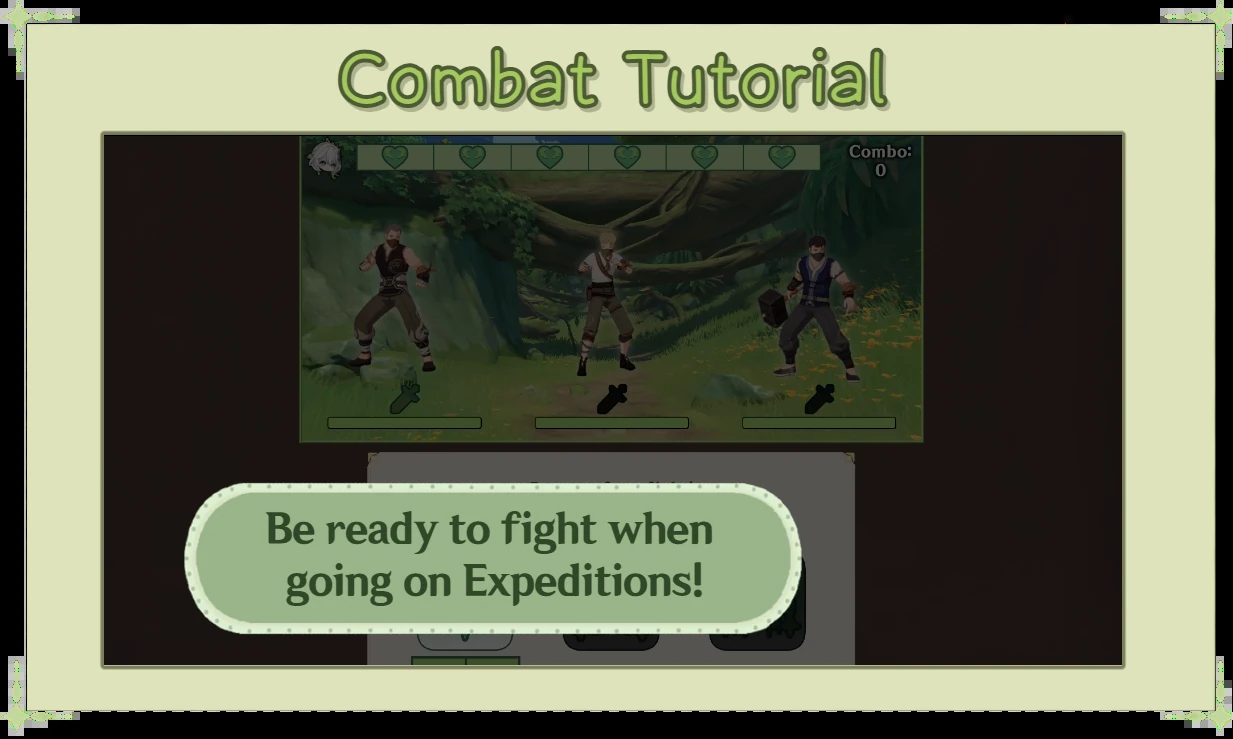 Combat Tutorial
Combo:
0
Be ready to fight when
going on Expeditions!